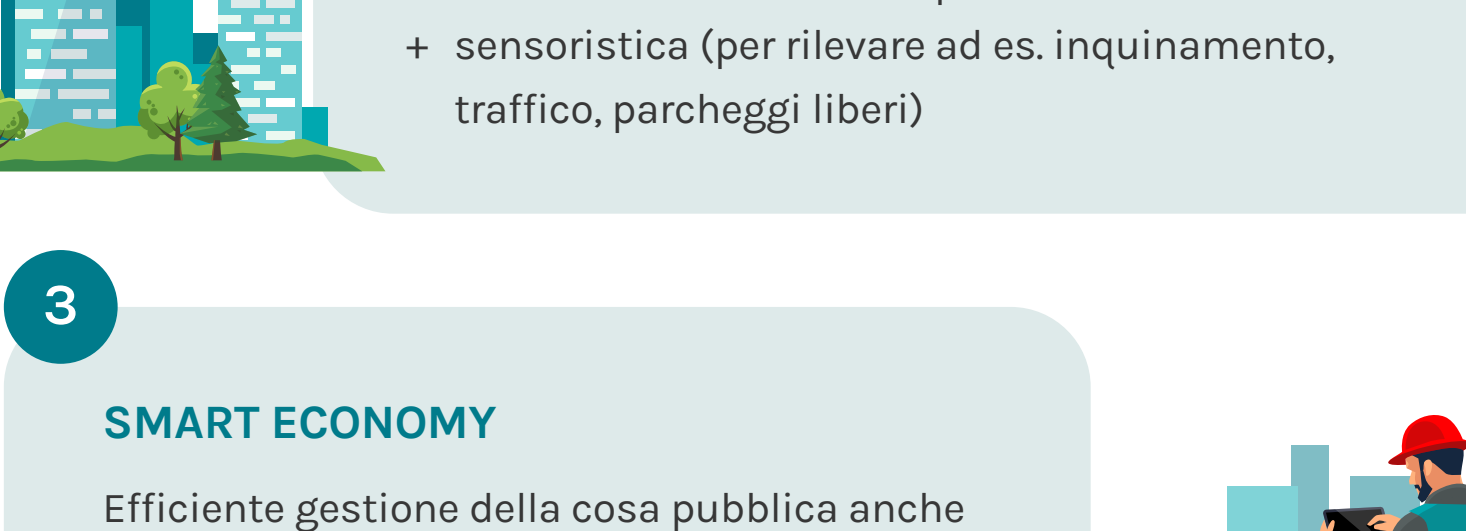 + sensoristica (per rilevare ad es. inquinamento,
traffico, parcheggi liberi)
3
SMART ECONOMY
Efficiente gestione della cosa pubblica anche